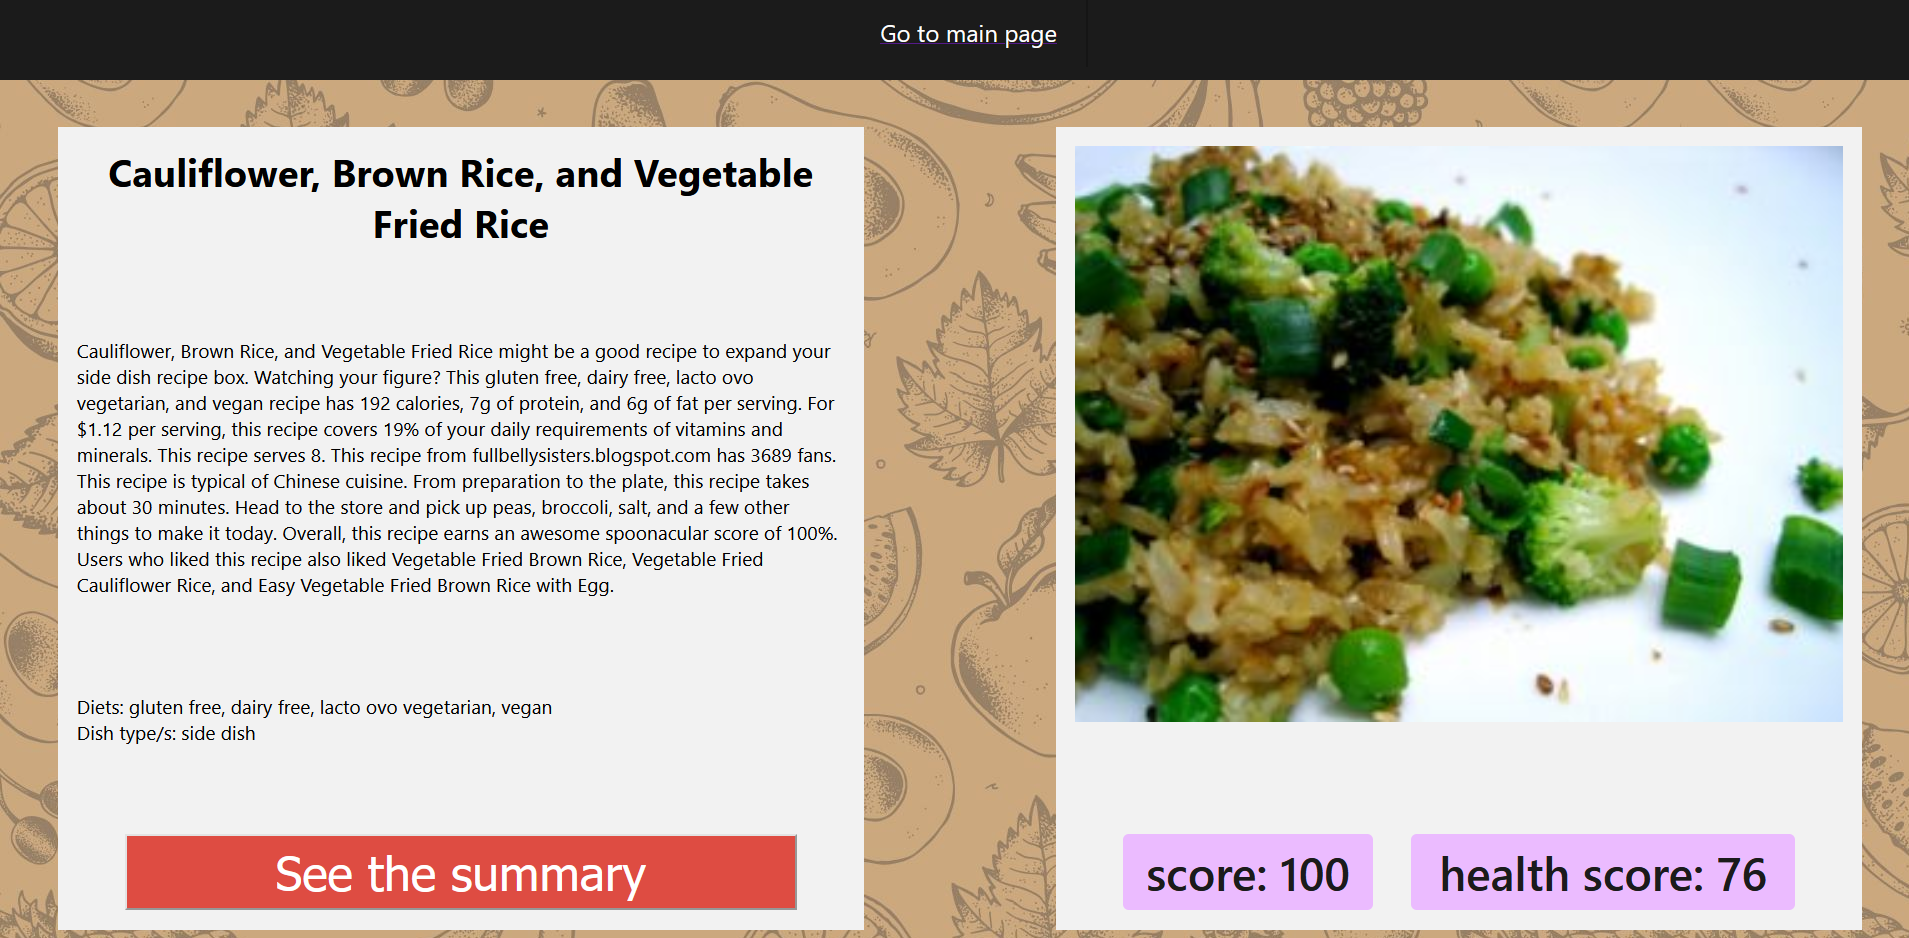 Go to main page
Cauliflower, Brown Rice, and Vegetable
Fried Rice
Cauliflower, Brown Rice, and Vegetable Fried Rice might be a good recipe to expand your
side dish recipe box. Watching your figure? This gluten free, dairy free, lacto ovo
vegetarian, and vegan recipe has 192 calories, 7g of protein, and 6g of fat per serving. For
$1.12 per serving, this recipe covers 19% of your daily requirements of vitamins and
minerals. This recipe serves 8. This recipe from fullbellysisters.blogspot.com has 3689 fans.
This recipe is typical of Chinese cuisine. From preparation to the plate, this recipe takes
about 30 minutes. Head to the store and pick up peas, broccoli, salt, and a few other
things to make it today. Overall, this recipe earns an awesome spoonacular score of 100%.
Users who liked this recipe also liked Vegetable Fried Brown Rice, Vegetable Fried
Cauliflower Rice, and Easy Vegetable Fried Brown Rice with Egg.
Diets: gluten free, dairy free, lacto ovo vegetarian, vegan
Dish type/s: side dish
See the summary
score: 100
health score: 76